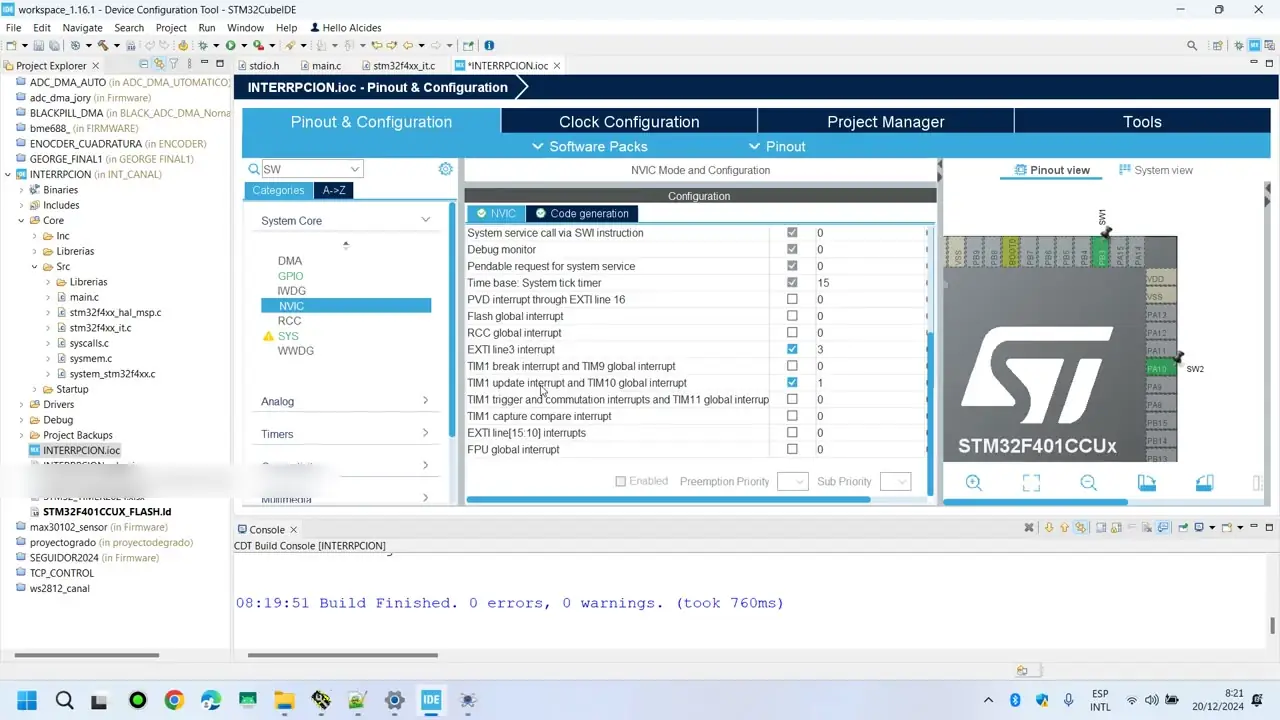 workspace_1.16.1 - Device Configuration Tool - STM32CubeIDE
File Edit Navigate Search Project Run Window Help Hello Alcides
Project Explorer
stdio.h main.c stm32f4xx_it.c *INTERRPCION.ioc
ADC_DMA_AUTO (in ADC_DMA_UTOMATICO)
adc_dma_jory (in Firmware)
BLACKPILL_DMA (in BLACK_ADC_DMA_Norma
bme688_ (in FIRMWARE)
ENOCDER_CUADRATURA (in ENCODER)
GEORGE_FINAL1 (in GEORGE FINAL1)
INTERRPCION (in INT_CANAL)
Binaries
Includes
Core
Inc
Librerias
Src
Librerias
main.c
stm32f4xx_hal_msp.c
stm32f4xx_it.c
syscalls.c
sysmem.c
system_stm32f4xx.c
Startup
Drivers
Debug
Project Backups
INTERRPCION.ioc
STM32F401CCUX_FLASH.ld
max30102_sensor (in Firmware)
proyectogrado (in proyectodegrado)
SEGUIDOR2024 (in Firmware)
TCP_CONTROL
ws2812_canal
INTERRPCION.ioc - Pinout & Configuration
Pinout & Configuration Clock Configuration Project Manager Tools
Software Packs Pinout
SW
Categories A->Z
System Core
DMA
GPIO
IWDG
NVIC
RCC
SYS
WWDG
Analog
Timers
Multimedia
NVIC Mode and Configuration
Configuration
NVIC Code generation
System service call via SWI instruction 0
Debug monitor 0
Pendable request for system service 0
Time base: System tick timer 15
PVD interrupt through EXTI line 16 0
Flash global interrupt 0
RCC global interrupt 0
EXTI line3 interrupt 3
TIM1 break interrupt and TIM9 global interrupt 0
TIM1 update interrupt and TIM10 global interrupt 1
TIM1 trigger and commutation interrupts and TIM11 global interrup 0
TIM1 capture compare interrupt 0
EXTI line[15:10] interrupts 0
FPU global interrupt 0
Enabled Preemption Priority Sub Priority
Pinout view System view
SW1
VSS BOOT0 PB7 PB6 PB5 PB4 PB3 PA15 PA14
VDD
VSS
PA13
PA12
PA11
PA10 SW2
PA9
PA8
PB15
PB14
PB13
STM32F401CCUx
Console
CDT Build Console [INTERRPCION]
08:19:51 Build Finished. 0 errors, 0 warnings. (took 760ms)
IDE
ESP
INTL
8:21
20/12/2024